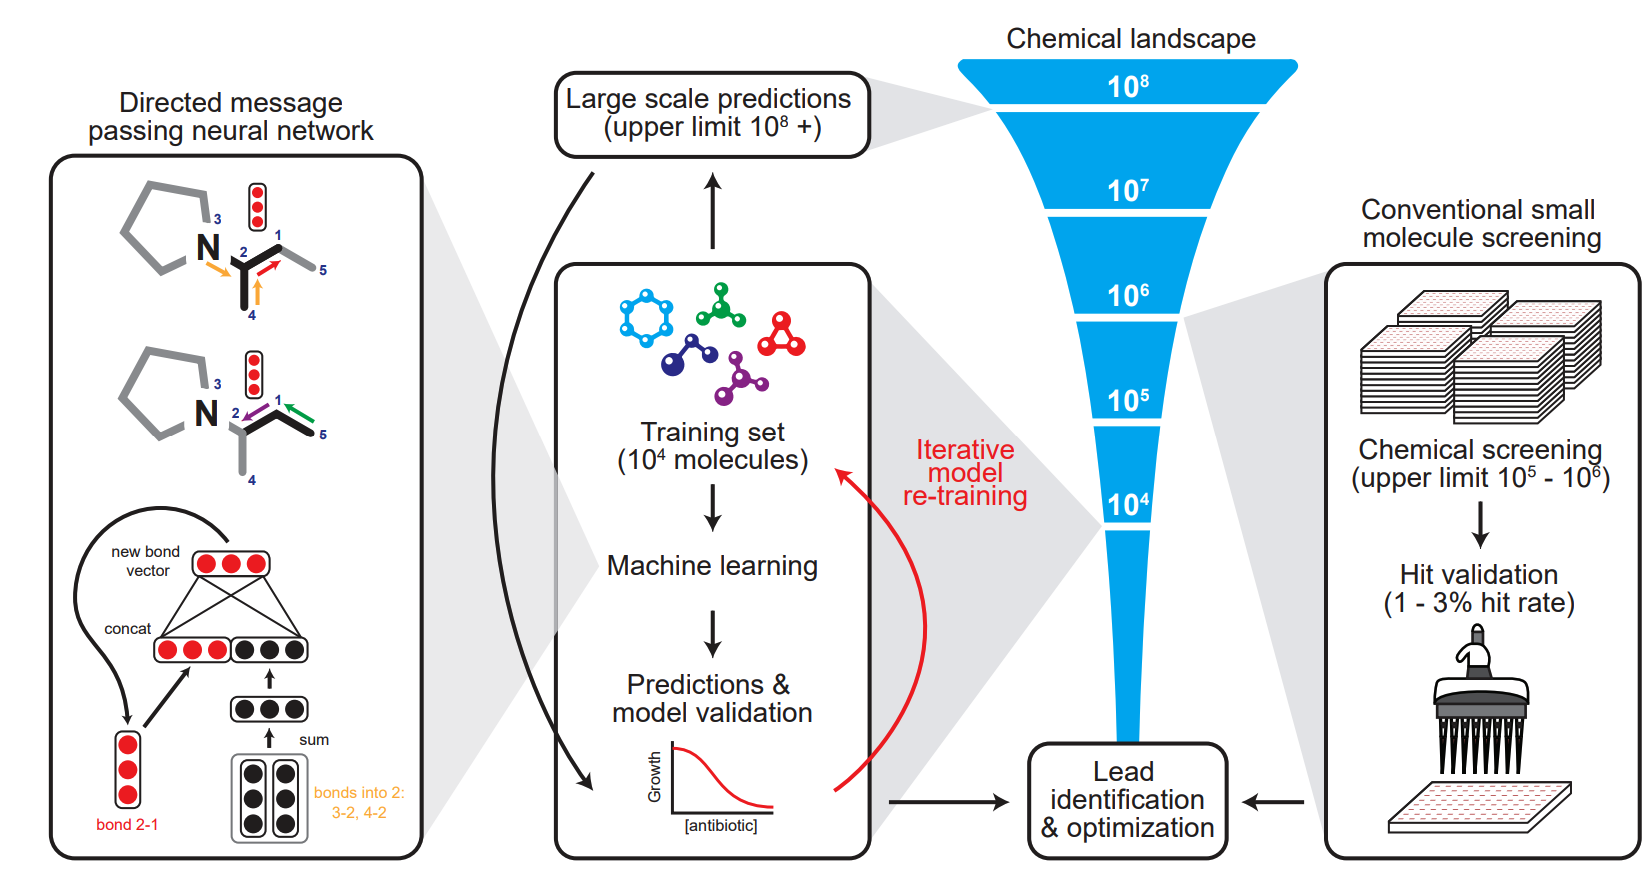 Directed message
passing neural network
3
N
2
1
5
4
3
N
2
1
5
4
new bond
vector
concat
sum
bonds into 2:
3-2, 4-2
bond 2-1
Large scale predictions
(upper limit 10⁸ +)
Training set
(10⁴ molecules)
Machine learning
Predictions &
model validation
Growth
[antibiotic]
Iterative
model
re-training
Chemical landscape
10⁸
10⁷
10⁶
10⁵
10⁴
Lead
identification
& optimization
Conventional small
molecule screening
Chemical screening
(upper limit 10⁵ - 10⁶)
Hit validation
(1 - 3% hit rate)